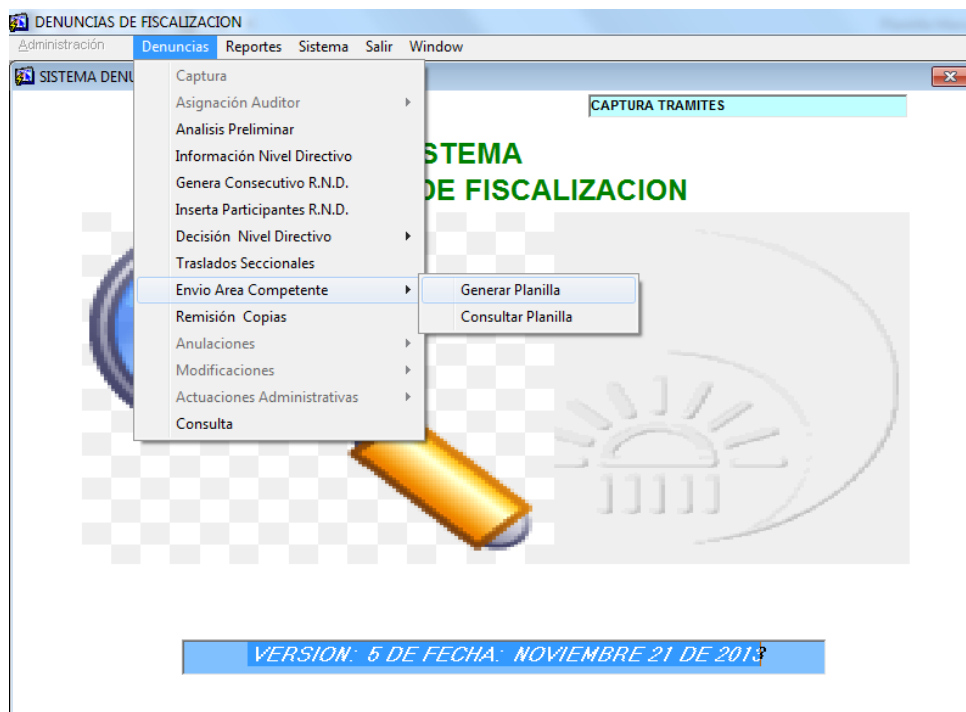 DENUNCIAS DE FISCALIZACION
Administración Denuncias Reportes Sistema Salir Window
SISTEMA DENU
CAPTURA TRAMITES
STEMA
DE FISCALIZACION
Captura
Asignación Auditor
Analisis Preliminar
Información Nivel Directivo
Genera Consecutivo R.N.D.
Inserta Participantes R.N.D.
Decisión Nivel Directivo
Traslados Seccionales
Envio Area Competente
Remisión Copias
Anulaciones
Modificaciones
Actuaciones Administrativas
Consulta
Generar Planilla
Consultar Planilla
VERSION: 5 DE FECHA: NOVIEMBRE 21 DE 2013